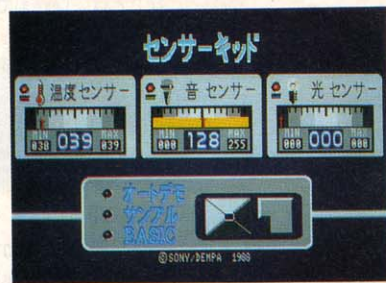 センサーキッド
温度センサー 音 センサー 光 センサー
MIN 038 039 MAX 039
MIN 000 128 MAX 255
MIN 000 000 MAX 000
オートデモ
サンプル
BASIC
©SONY/DEMPA 1988